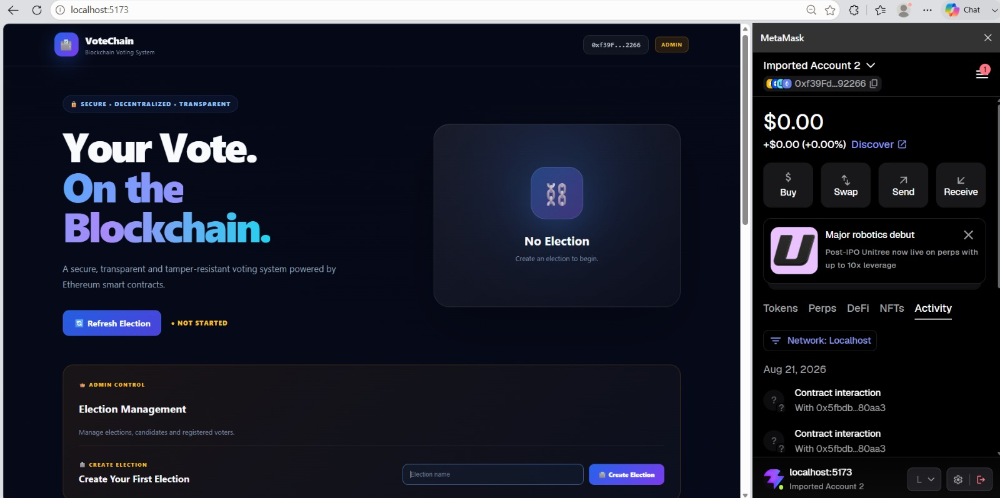 localhost:5173
Chat
VoteChain
Blockchain Voting System
0xf39F...2266
ADMIN
SECURE • DECENTRALIZED • TRANSPARENT
Your Vote.
On the
Blockchain.
A secure, transparent and tamper-resistant voting system powered by
Ethereum smart contracts.
Refresh Election
• NOT STARTED
No Election
Create an election to begin.
ADMIN CONTROL
Election Management
Manage elections, candidates and registered voters.
CREATE ELECTION
Create Your First Election
Election name
Create Election
MetaMask
Imported Account 2
1
0xf39Fd...92266
$0.00
+$0.00 (+0.00%) Discover
$
Buy
Swap
Send
Receive
U
Major robotics debut
Post-IPO Unitree now live on perps with
up to 10x leverage
Tokens
Perps
DeFi
NFTs
Activity
Network: Localhost
Aug 21, 2026
?
?
Contract interaction
With 0x5fbdb...80aa3
?
?
Contract interaction
With 0x5fbdb...80aa3
localhost:5173
Imported Account 2
L